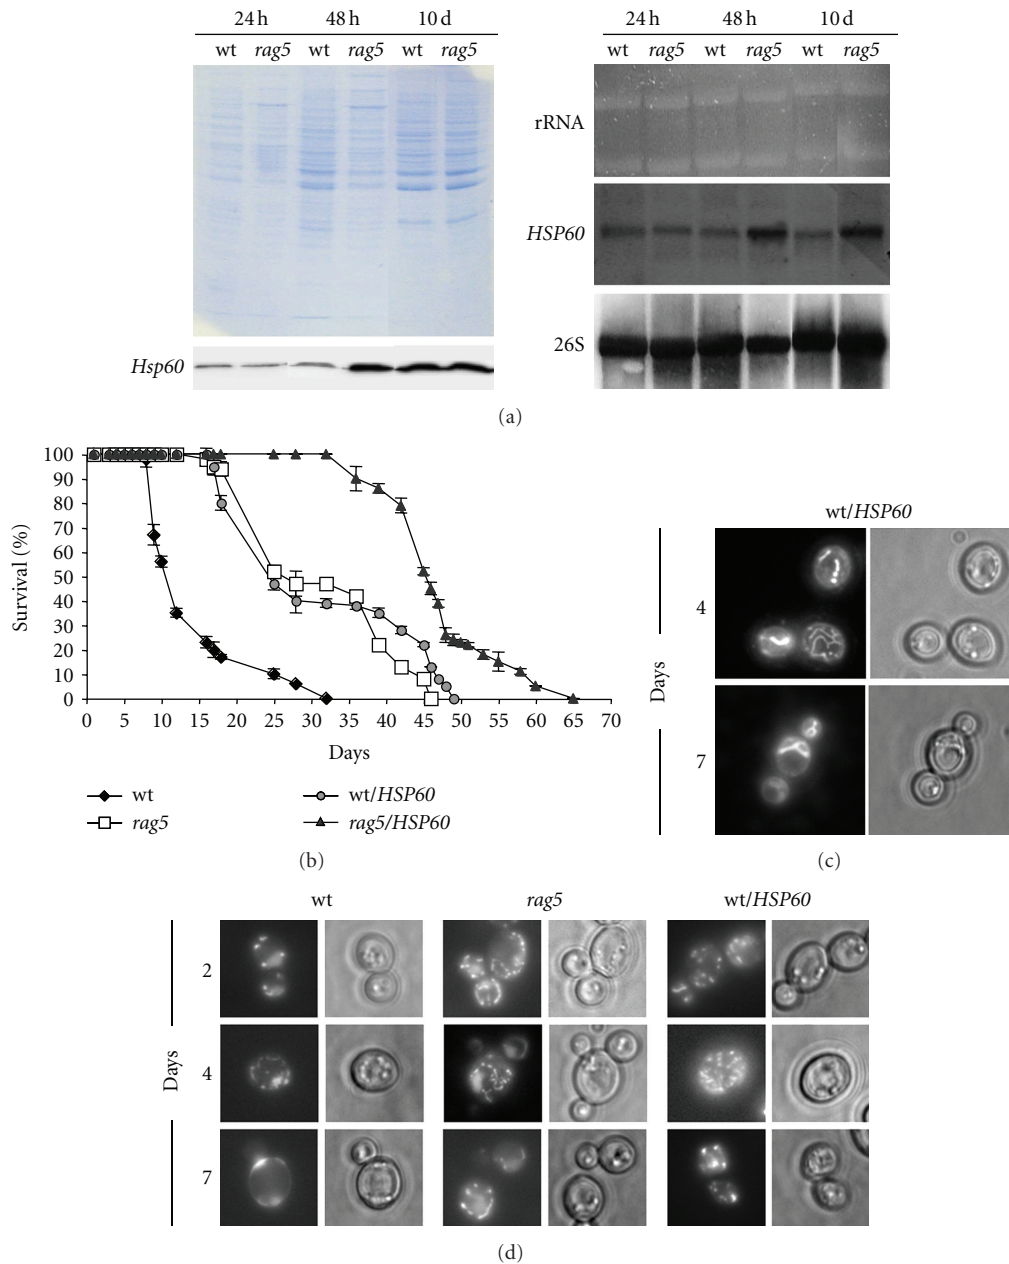 24 h 48 h 10 d
wt rag5 wt rag5 wt rag5
Hsp60
24 h 48 h 10 d
wt rag5 wt rag5 wt rag5
rRNA
HSP60
26S
(a)
100
90
80
70
60
50
40
30
20
10
0
Survival (%)
0 5 10 15 20 25 30 35 40 45 50 55 60 65 70
Days
wt
rag5
wt/HSP60
rag5/HSP60
(b)
wt/HSP60
4
Days
7
(c)
wt rag5 wt/HSP60
2
4
Days
7
(d)